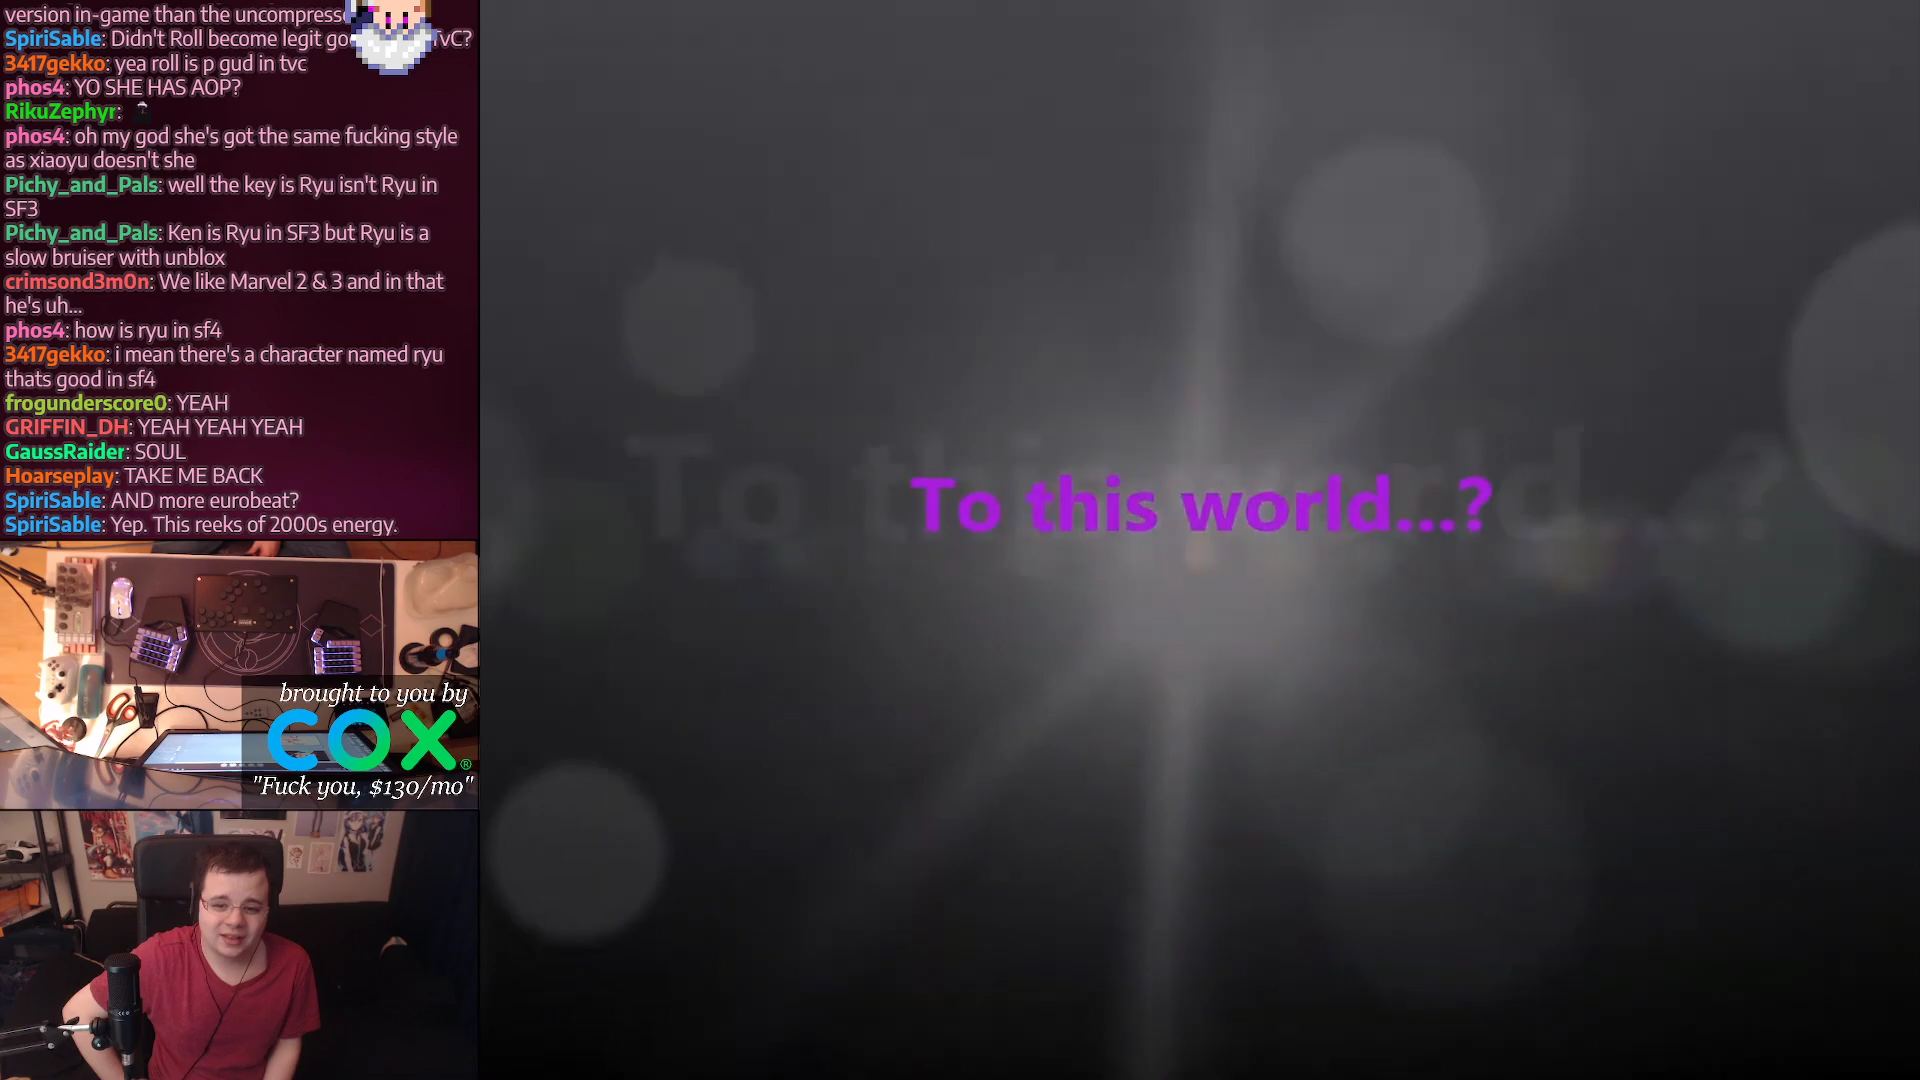 version in-game than the uncompress
SpiriSable: Didn't Roll become legit go TvC?
3417gekko: yea roll is p gud in tvc
phos4: YO SHE HAS AOP?
RikuZephyr:
phos4: oh my god she's got the same fucking style
as xiaoyu doesn't she
Pichy_and_Pals: well the key is Ryu isn't Ryu in
SF3
Pichy_and_Pals: Ken is Ryu in SF3 but Ryu is a
slow bruiser with unblox
crimsond3m0n: We like Marvel 2 & 3 and in that
he's uh...
phos4: how is ryu in sf4
3417gekko: i mean there's a character named ryu
thats good in sf4
frogunderscore0: YEAH
GRIFFIN_DH: YEAH YEAH YEAH
GaussRaider: SOUL
Hoarseplay: TAKE ME BACK
SpiriSable: AND more eurobeat?
SpiriSable: Yep. This reeks of 2000s energy.
To this world...?
To this world...?
brought to you by
COX®
"Fuck you, $130/mo"